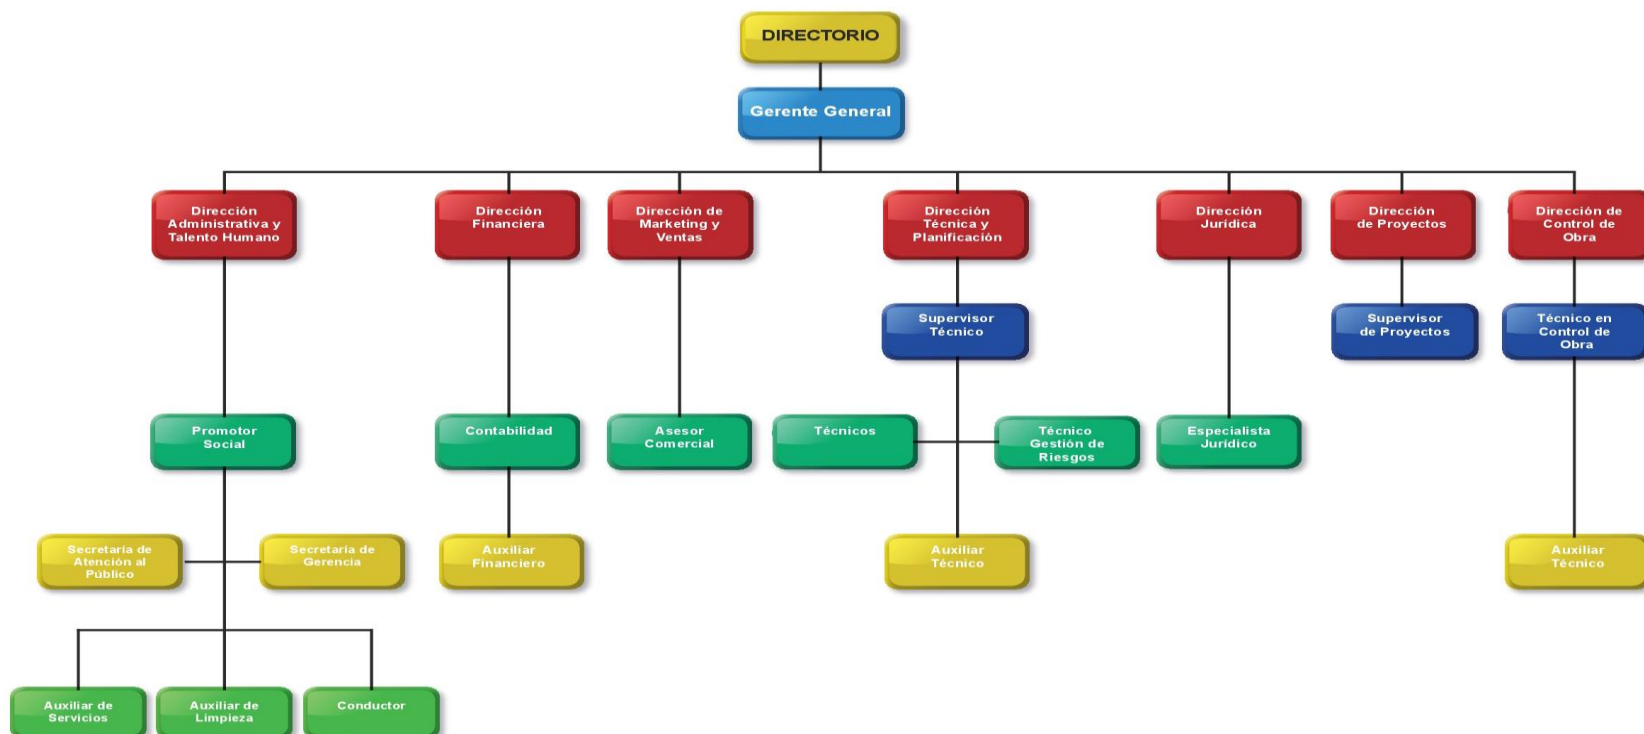 DIRECTORIO
Gerente General
Dirección
Administrativa y
Talento Humano
Dirección
Financiera
Dirección de
Marketing y
Ventas
Dirección
Técnica y
Planificación
Dirección
Jurídica
Dirección
de Proyectos
Dirección de
Control de
Obra
Supervisor
Técnico
Supervisor
de Proyectos
Técnico en
Control de
Obra
Promotor
Social
Contabilidad
Asesor
Comercial
Técnicos
Técnico
Gestión de
Riesgos
Especialista
Jurídico
Secretaría de
Atención al
Público
Secretaría de
Gerencia
Auxiliar
Financiero
Auxiliar
Técnico
Auxiliar
Técnico
Auxiliar de
Servicios
Auxiliar de
Limpieza
Conductor